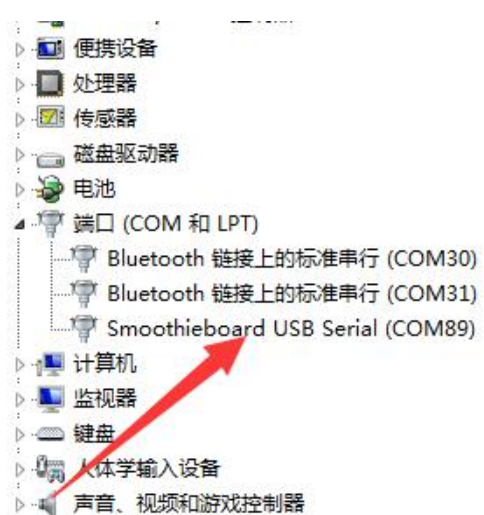 便携设备
处理器
传感器
磁盘驱动器
电池
端口 (COM 和 LPT)
Bluetooth 链接上的标准串行 (COM30)
Bluetooth 链接上的标准串行 (COM31)
Smoothieboard USB Serial (COM89)
计算机
监视器
键盘
人体学输入设备
声音、视频和游戏控制器